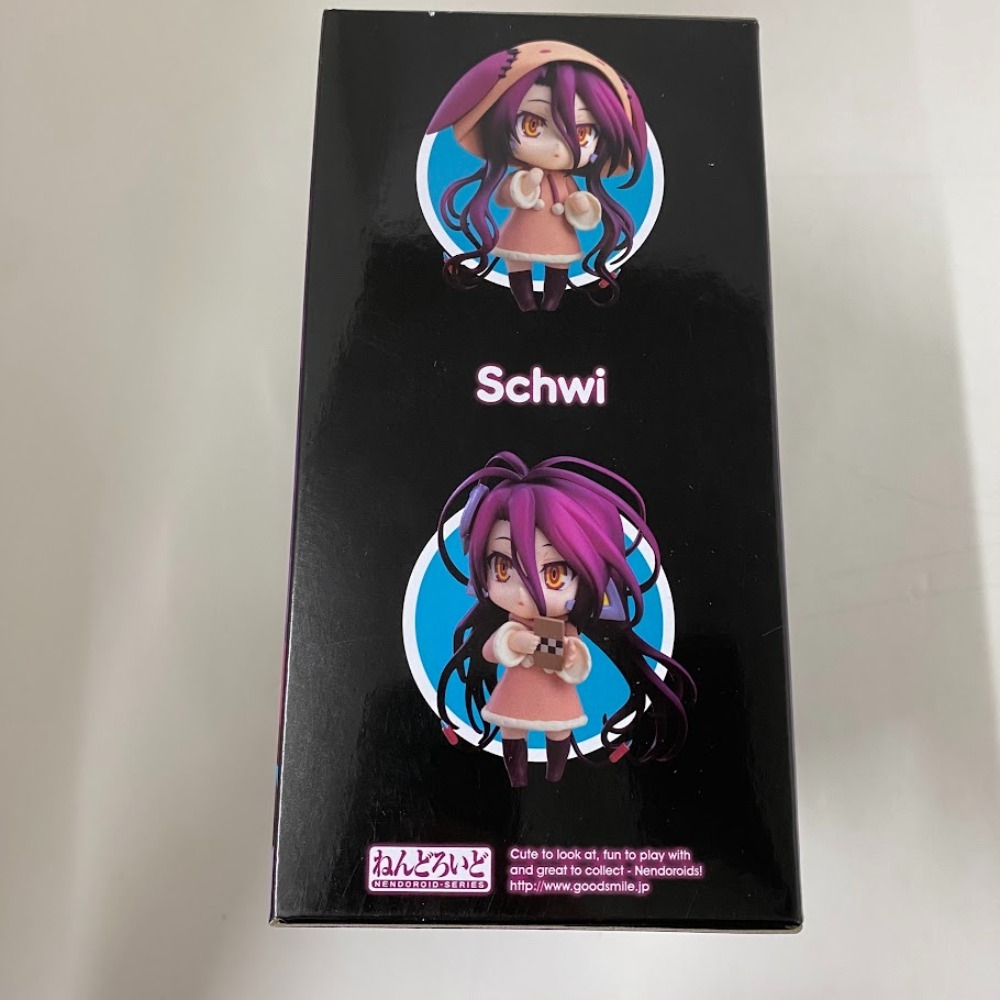 Schwi
ねんどろいど
NENDOROID-SERIES
Cute to look at, fun to play with
and great to collect - Nendoroids!
http://www.goodsmile.jp